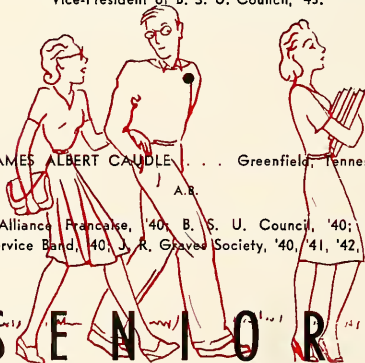 Vice-President of B. S. U. Council, '43.
AMES ALBERT CAUDLE . . . Greenfield, Tennes
A.B.
Alliance Francaise, '40; B. S. U. Council, '40;
rvice Band, '40; J. R. Graves Society, '40, '41, '42,
SENIOR